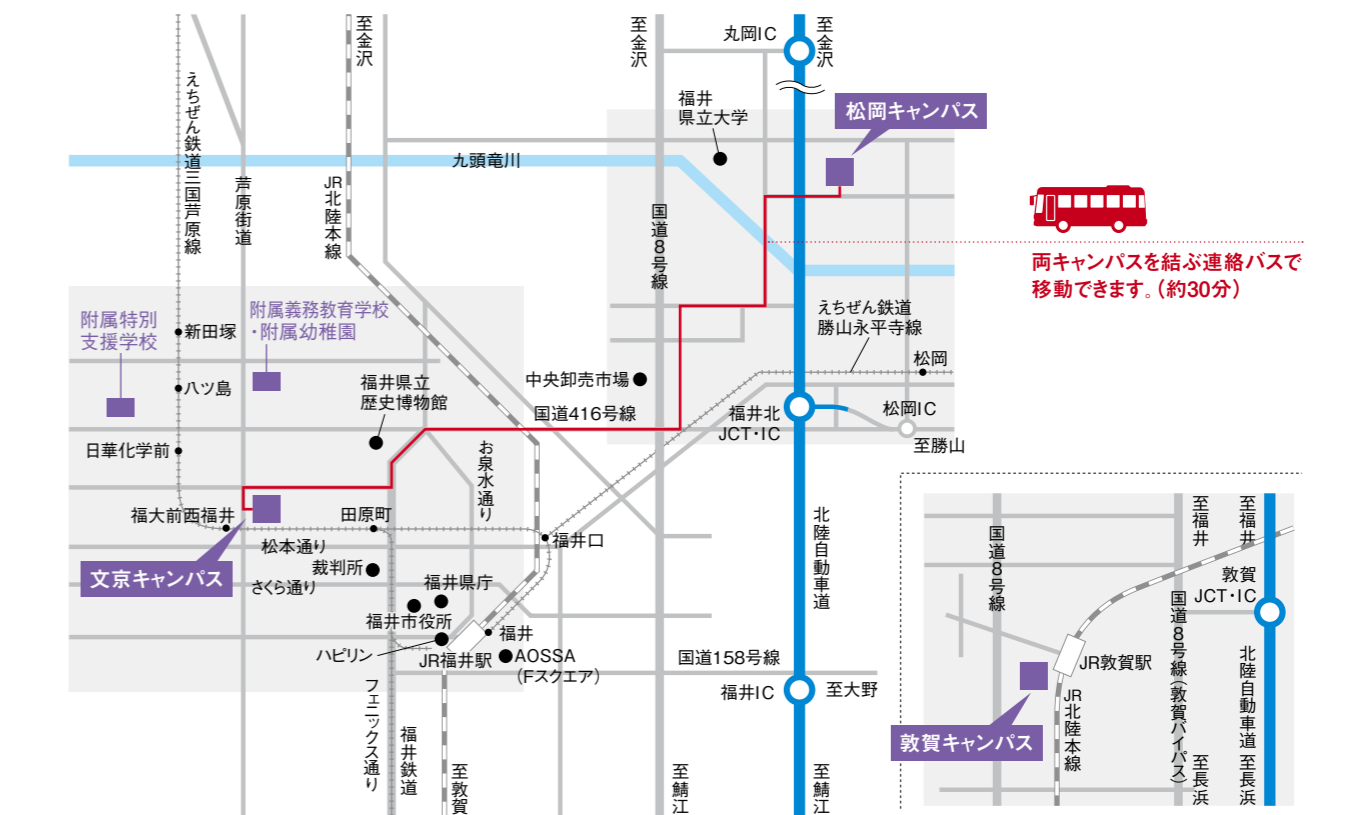 至金沢
至金沢
丸岡IC
至金沢
えちぜん鉄道三国芦原線
福井
県立大学
松岡キャンパス
九頭竜川
芦原街道
JR北陸本線
国道8号線
両キャンパスを結ぶ連絡バスで
移動できます。(約30分)
附属特別
支援学校
附属義務教育学校
・附属幼稚園
新田塚
えちぜん鉄道
勝山永平寺線
松岡
八ツ島
福井県立
歴史博物館
中央卸売市場
国道416号線
福井北
JCT・IC
松岡IC
至勝山
日華化学前
お泉水通り
福大前西福井
田原町
松本通り
福井口
文京キャンパス
裁判所
さくら通り
福井県庁
福井市役所
ハピリン
JR福井駅
福井
AOSSA
(Fスクエア)
国道158号線
福井IC
至大野
北陸自動車道
フェニックス通り
福井鉄道
至敦賀
至鯖江
至鯖江
国道8号線
至福井
至福井
敦賀
JCT・IC
国道8号線(敦賀バイパス)
JR敦賀駅
北陸自動車道
敦賀キャンパス
JR北陸本線
至長浜
至長浜